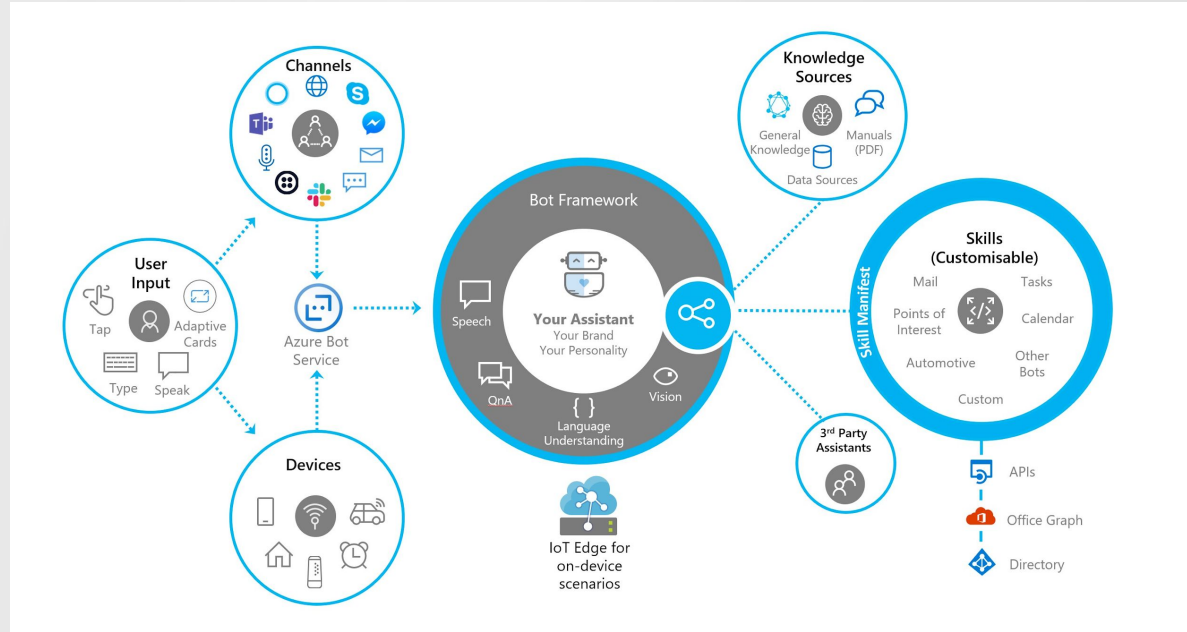 Channels
User
Input
Tap
Adaptive
Cards
Type
Speak
Devices
Azure Bot
Service
Bot Framework
Speech
Your Assistant
Your Brand
Your Personality
QnA
{ }
Language
Understanding
Vision
IoT Edge for
on-device
scenarios
Knowledge
Sources
General
Knowledge
Manuals
(PDF)
Data Sources
Skill Manifest
Skills
(Customisable)
Mail
Tasks
Points of
Interest
</>
Calendar
Automotive
Other
Bots
Custom
3rd Party
Assistants
APIs
Office Graph
Directory